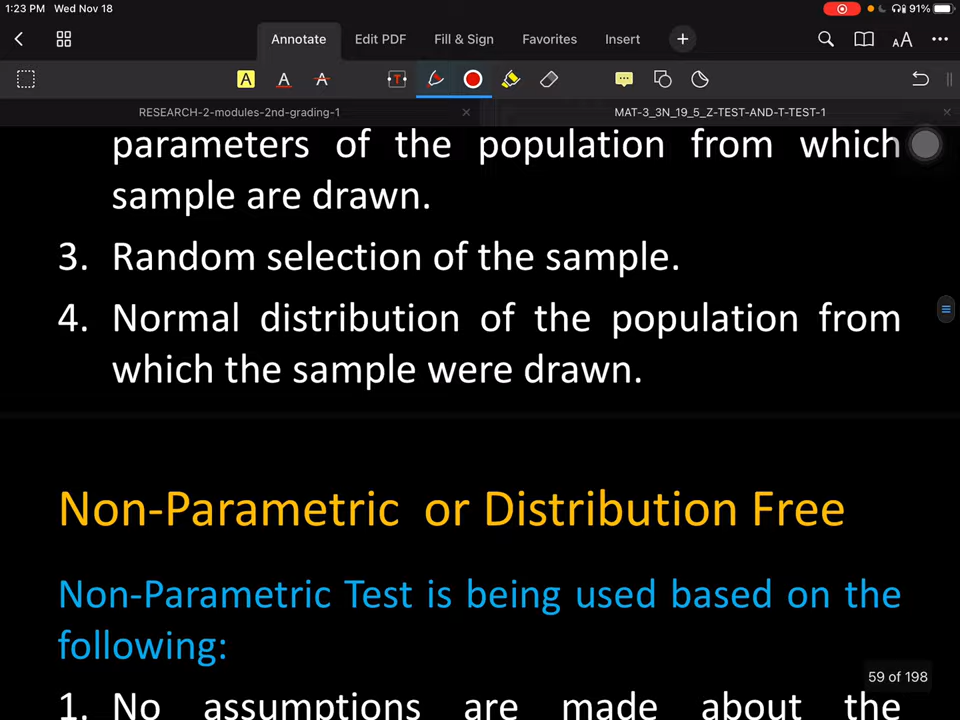 1:23 PM Wed Nov 18
91%
Annotate Edit PDF Fill & Sign Favorites Insert
AA
A A A T
RESEARCH-2-modules-2nd-grading-1 MAT-3_3N_19_5_Z-TEST-AND-T-TEST-1
parameters of the population from which
sample are drawn.
3. Random selection of the sample.
4. Normal distribution of the population from
which the sample were drawn.
Non-Parametric or Distribution Free
Non-Parametric Test is being used based on the
following:
59 of 198
1. No assumptions are made about the